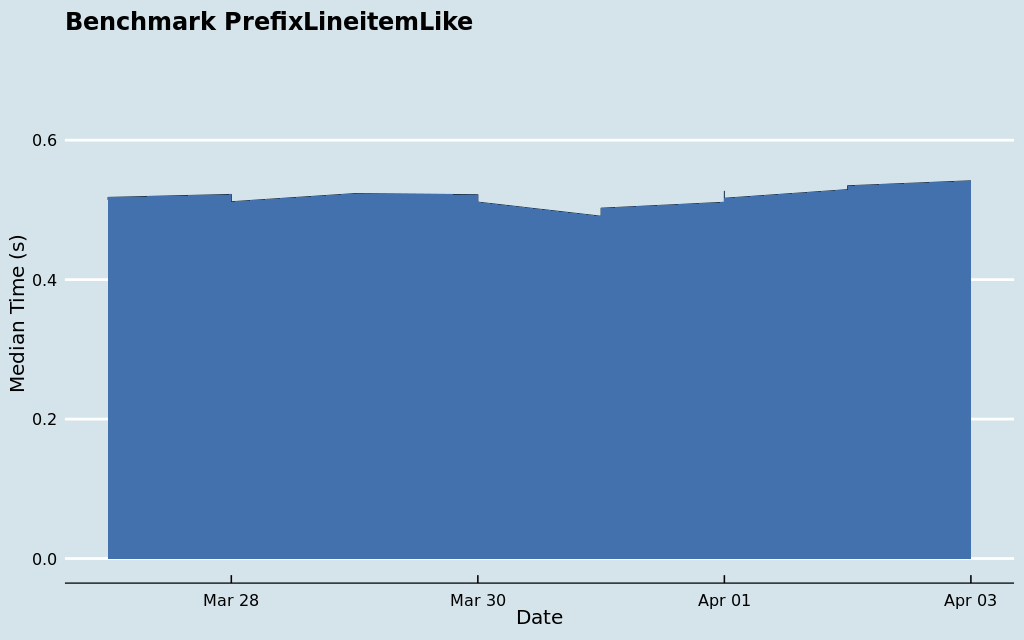 Benchmark PrefixLineitemLike
Median Time (s)
0.6
0.4
0.2
0.0
Mar 28
Mar 30
Apr 01
Apr 03
Date